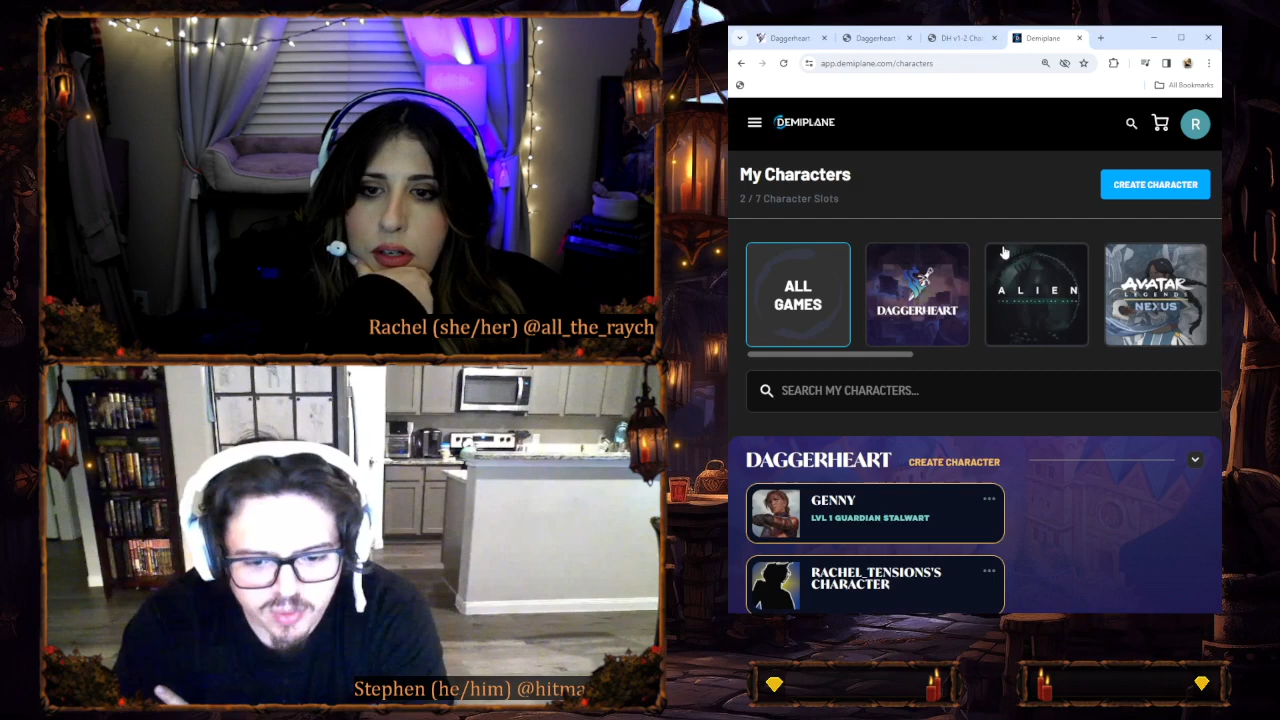 Rachel (she/her) @all_the_raych
Stephen (he/him) @hitma
Daggerheart
Daggerheart
DH v1-2 Cha
Demiplane
app.demiplane.com/characters
All Bookmarks
DEMIPLANE
R
My Characters
2 / 7 Character Slots
CREATE CHARACTER
ALL
GAMES
DAGGERHEART
ALIEN
AVATAR
LEGENDS
NEXUS
SEARCH MY CHARACTERS...
DAGGERHEART CREATE CHARACTER
GENNY
LVL 1 GUARDIAN STALWART
RACHEL_TENSIONS'S
CHARACTER